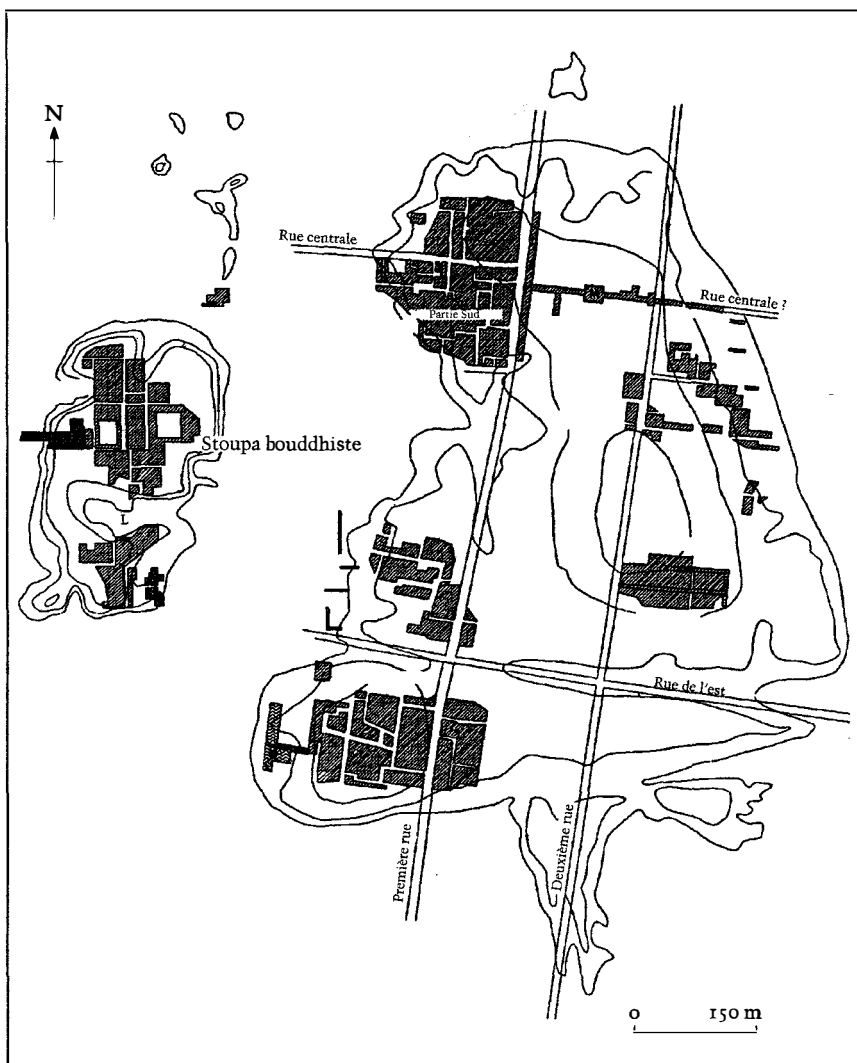 N
Rue centrale
Partie Sud
Rue centrale ?
Stoupa bouddhiste
L
Rue de l'est
Première rue
Deuxième rue
0 150 m